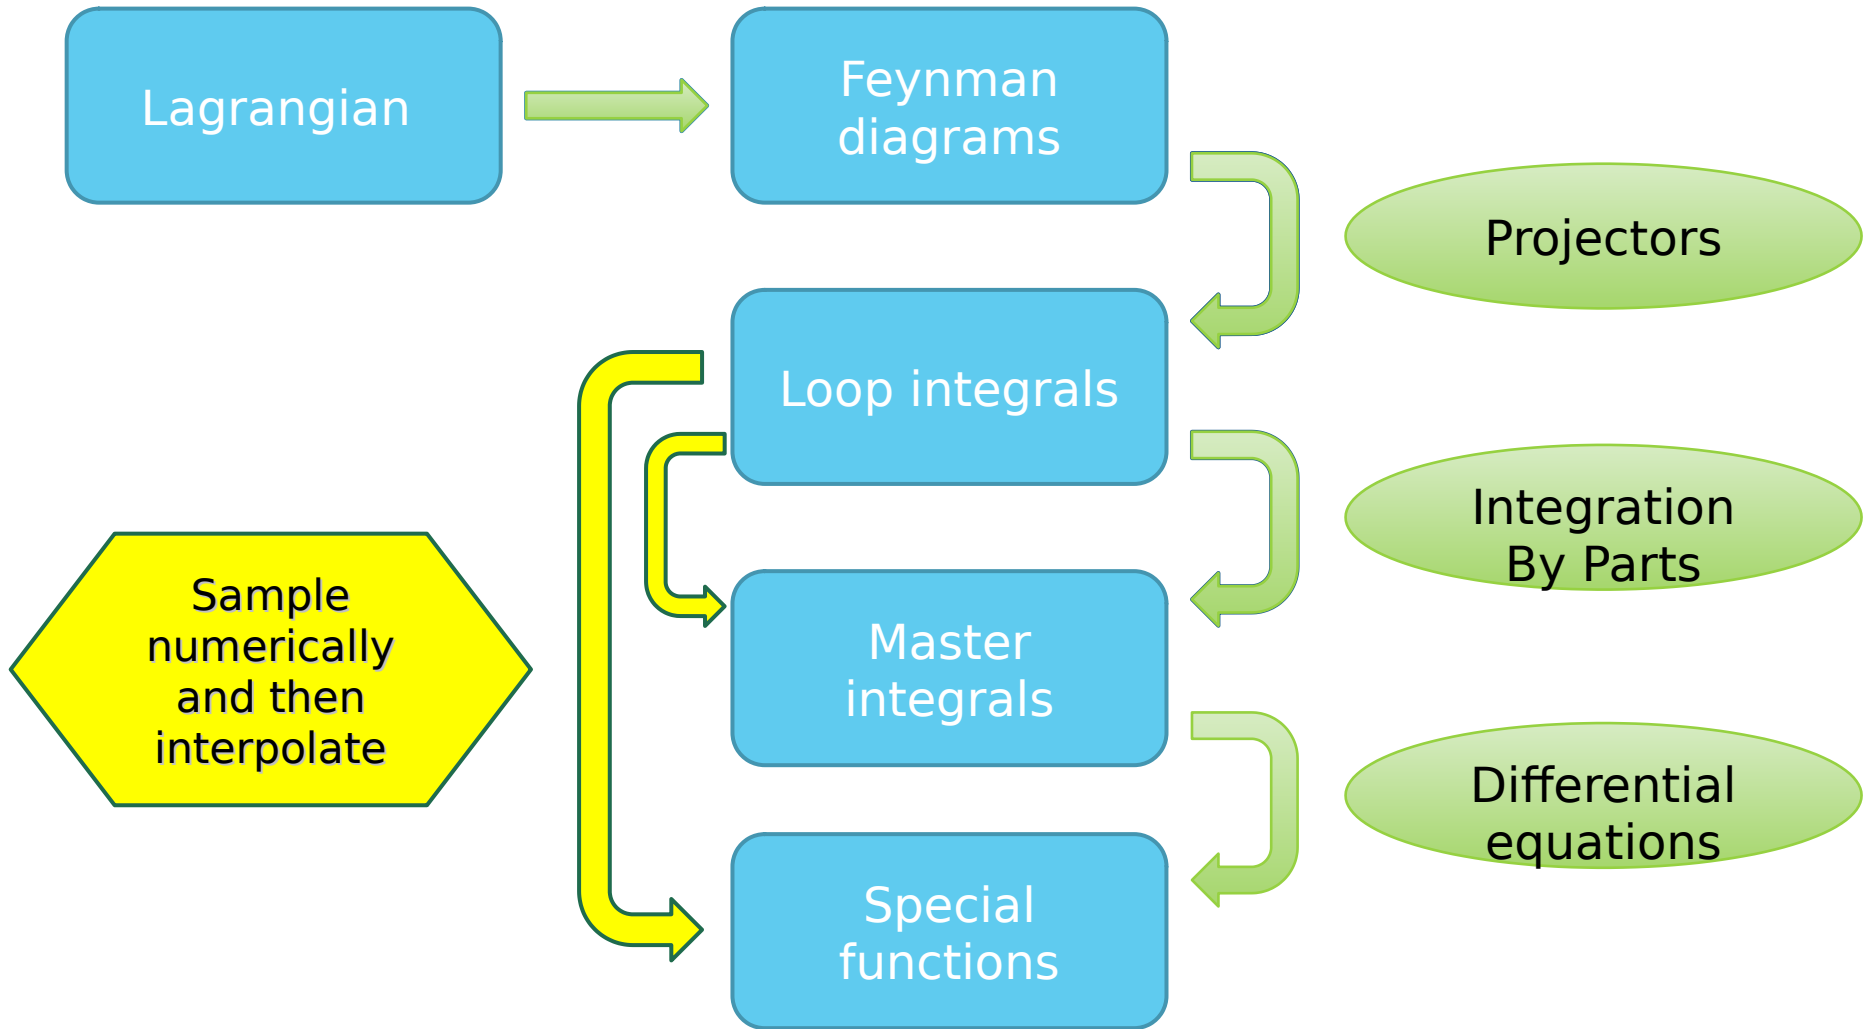 Lagrangian
Feynman
diagrams
Projectors
Loop integrals
Integration
By Parts
Sample
numerically
and then
interpolate
Master
integrals
Differential
equations
Special
functions